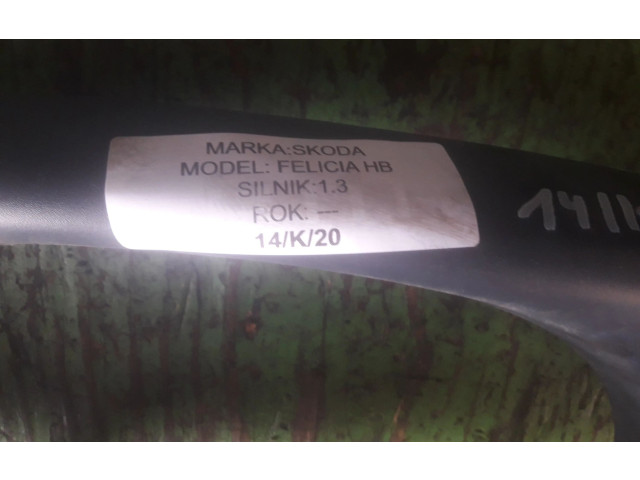 MARKA:SKODA
MODEL: FELICIA HB
SILNIK:1.3
ROK: ---
14/K/20